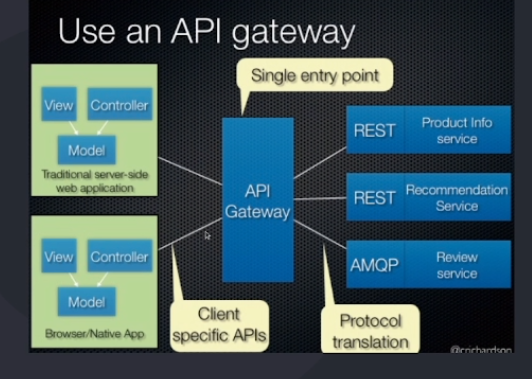 Use an API gateway
Single entry point
View Controller
Model
Traditional server-side
web application
API
Gateway
REST Product Info
service
REST Recommendation
Service
AMQP Review
service
View Controller
Model
Browser/Native App
Client
specific APIs
Protocol
translation
@crichardson